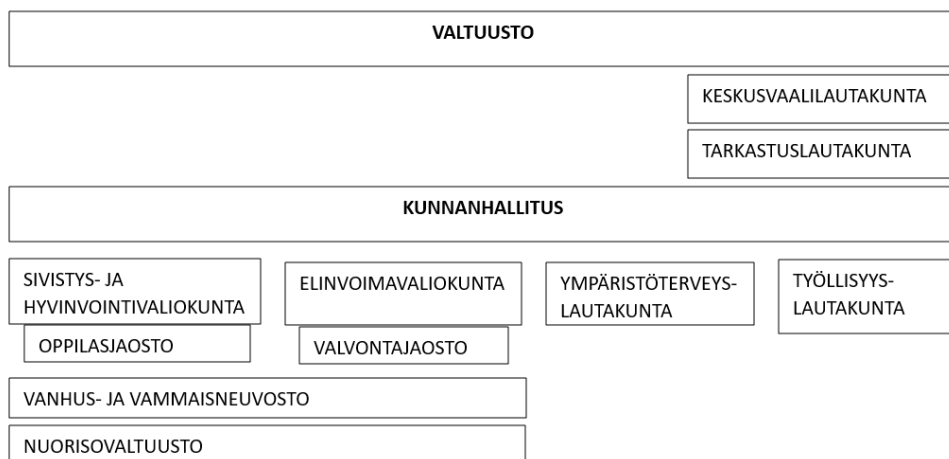 VALTUUSTO
KESKUSVAALILAUTAKUNTA
TARKASTUSLAUTAKUNTA
KUNNANHALLITUS
SIVISTYS- JA
HYVINVOINTIVALIOKUNTA
OPPILASJAOSTO
ELINVOIMAVALIOKUNTA
VALVONTAJAOSTO
YMPÄRISTÖTERVEYS-
LAUTAKUNTA
TYÖLLISYYS-
LAUTAKUNTA
VANHUS- JA VAMMAISNEUVOSTO
NUORISOVALTUUSTO